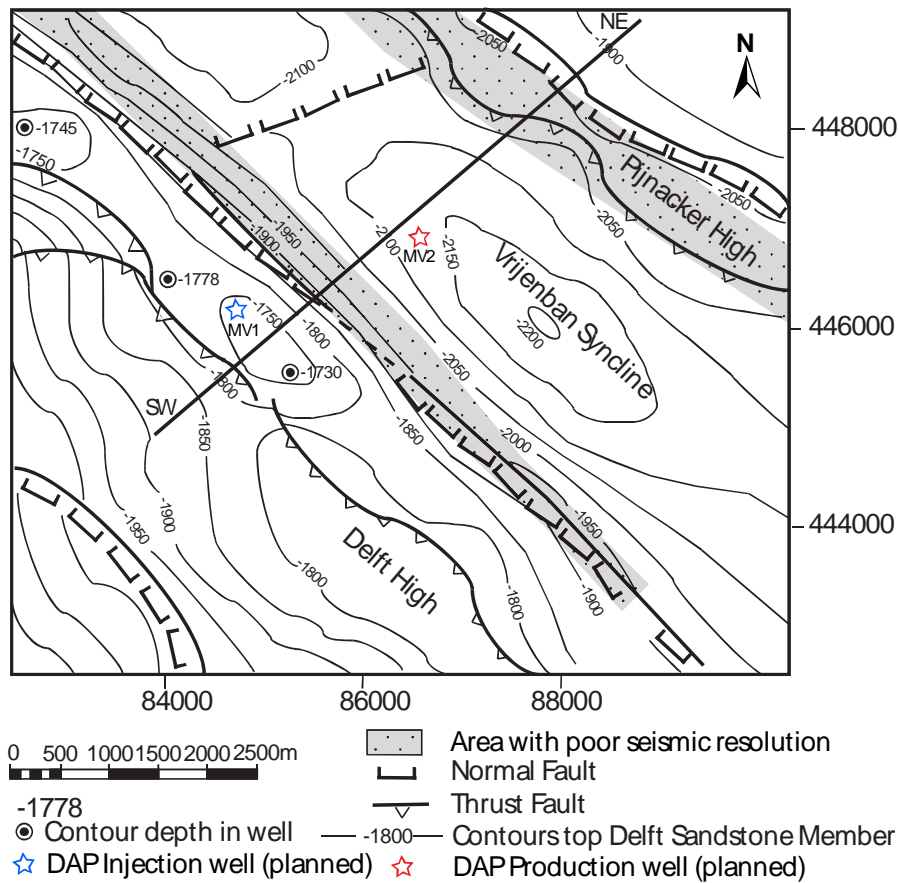 NE
-2050
-1900
N
-2100
-1745
448000
-1750
Pijnacker High
-2050
-2050
-1950
-1900
-2100
MV2
-2150
Vrijenban Syncline
-1778
-1750
MV1
-1800
446000
-2200
-1730
-1800
SW
-2050
-1850
-1850
-2000
-1900
-1950
-1950
444000
Delft High
-1800
-1800
-1900
84000
86000
88000
0 500 1000 1500 2000 2500m
Area with poor seismic resolution
Normal Fault
-1778
Thrust Fault
Contour depth in well
-1800
Contours top Delft Sandstone Member
DAP Injection well (planned)
DAP Production well (planned)